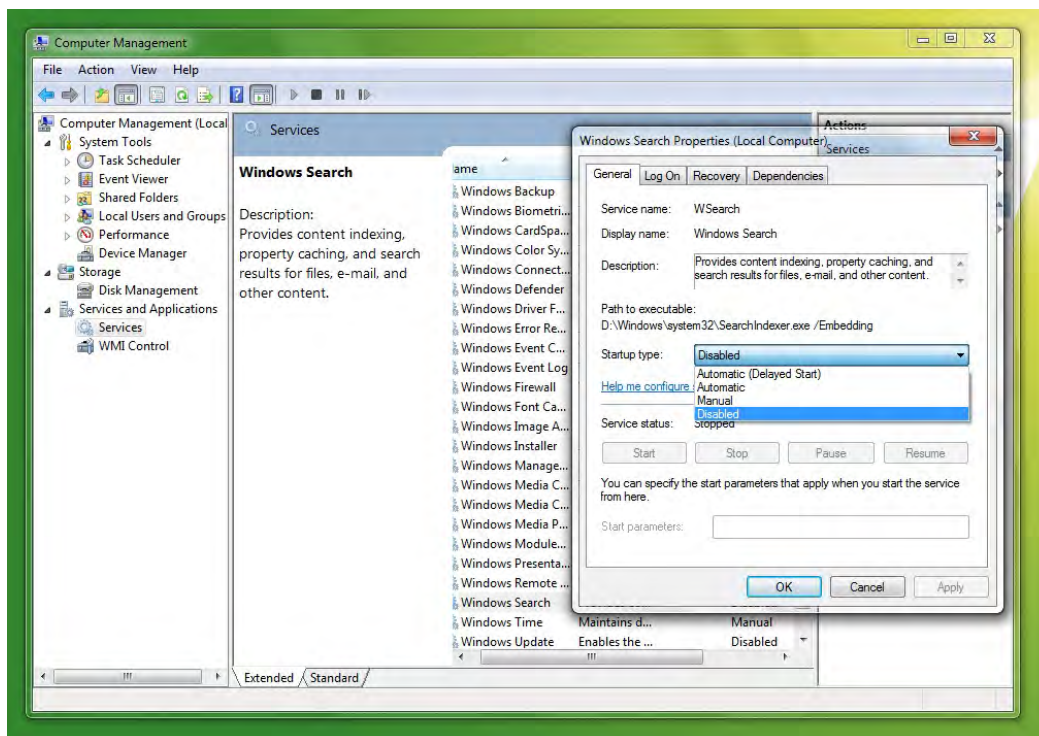 Computer Management
File Action View Help
Computer Management (Local
System Tools
Task Scheduler
Event Viewer
Shared Folders
Local Users and Groups
Performance
Device Manager
Storage
Disk Management
Services and Applications
Services
WMI Control
Services
Windows Search
Description:
Provides content indexing,
property caching, and search
results for files, e-mail, and
other content.
ame
Windows Backup
Windows Biometri...
Windows CardSpa...
Windows Color Sy...
Windows Connect...
Windows Defender
Windows Driver F...
Windows Error Re...
Windows Event C...
Windows Event Log
Windows Firewall
Windows Font Ca...
Windows Image A...
Windows Installer
Windows Manage...
Windows Media C...
Windows Media C...
Windows Media P...
Windows Module...
Windows Presenta...
Windows Remote ...
Windows Search
Windows Time Maintains d... Manual
Windows Update Enables the ... Disabled
Extended Standard
Actions
Services
Windows Search Properties (Local Computer)
General Log On Recovery Dependencies
Service name: WSearch
Display name: Windows Search
Description: Provides content indexing, property caching, and
search results for files, e-mail, and other content.
Path to executable:
D:\Windows\system32\SearchIndexer.exe /Embedding
Startup type: Disabled
Automatic (Delayed Start)
Help me configure Automatic
Manual
Disabled
Service status: Stopped
Start Stop Pause Resume
You can specify the start parameters that apply when you start the service
from here.
Start parameters:
OK Cancel Apply